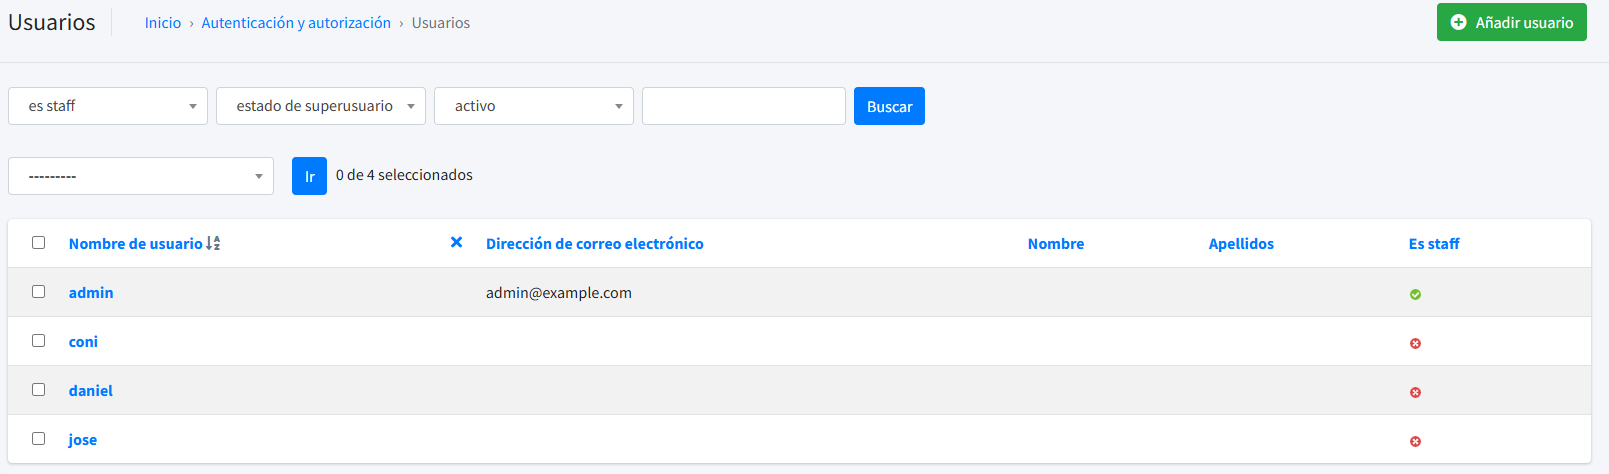 Usuarios Inicio › Autenticación y autorización › Usuarios Añadir usuario
es staff estado de superusuario activo Buscar
--------- Ir 0 de 4 seleccionados
Nombre de usuario Dirección de correo electrónico Nombre Apellidos Es staff
admin admin@example.com
coni
daniel
jose